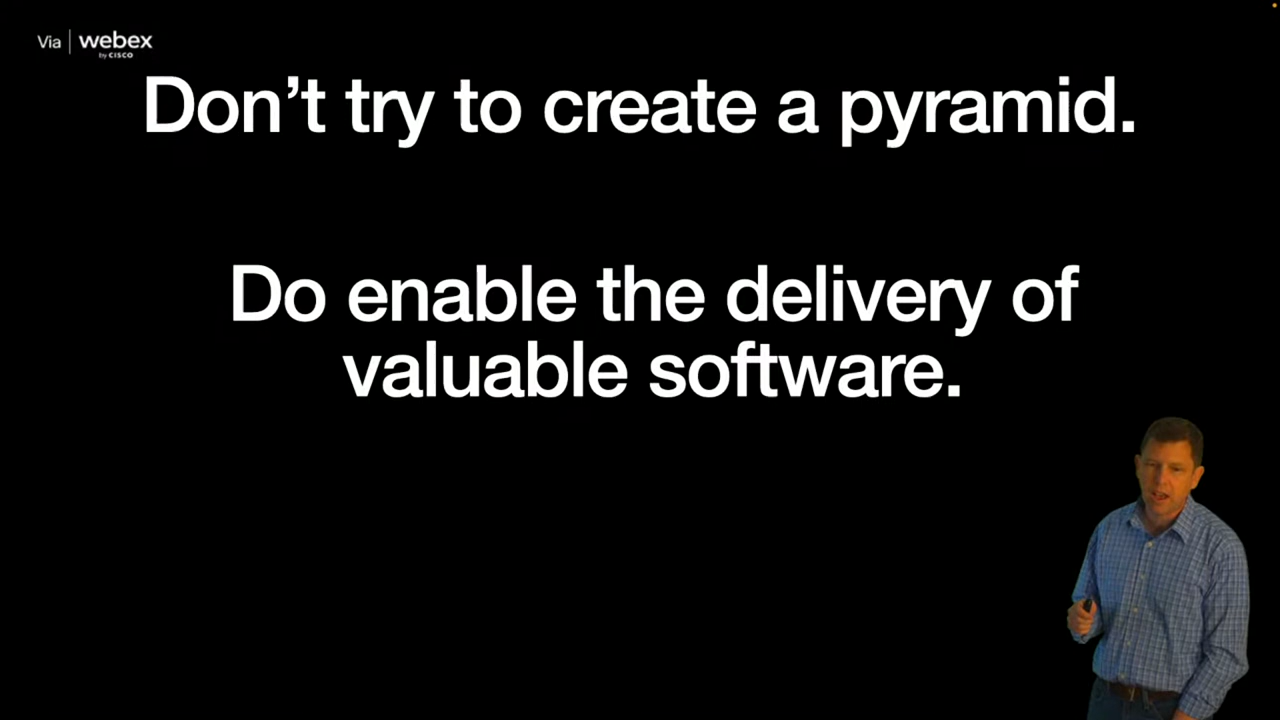 Via | webex
by CISCO
Don’t try to create a pyramid.
Do enable the delivery of
valuable software.